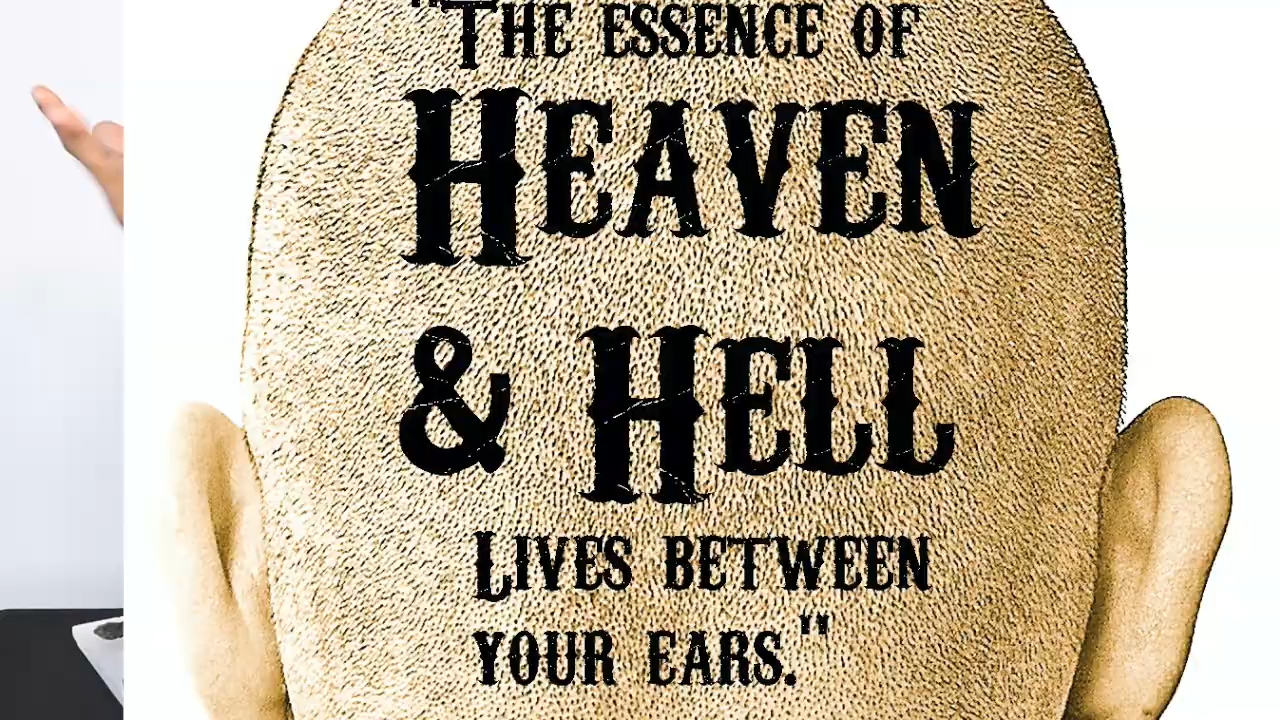 "The essence of
Heaven
& Hell
Lives between
your ears."